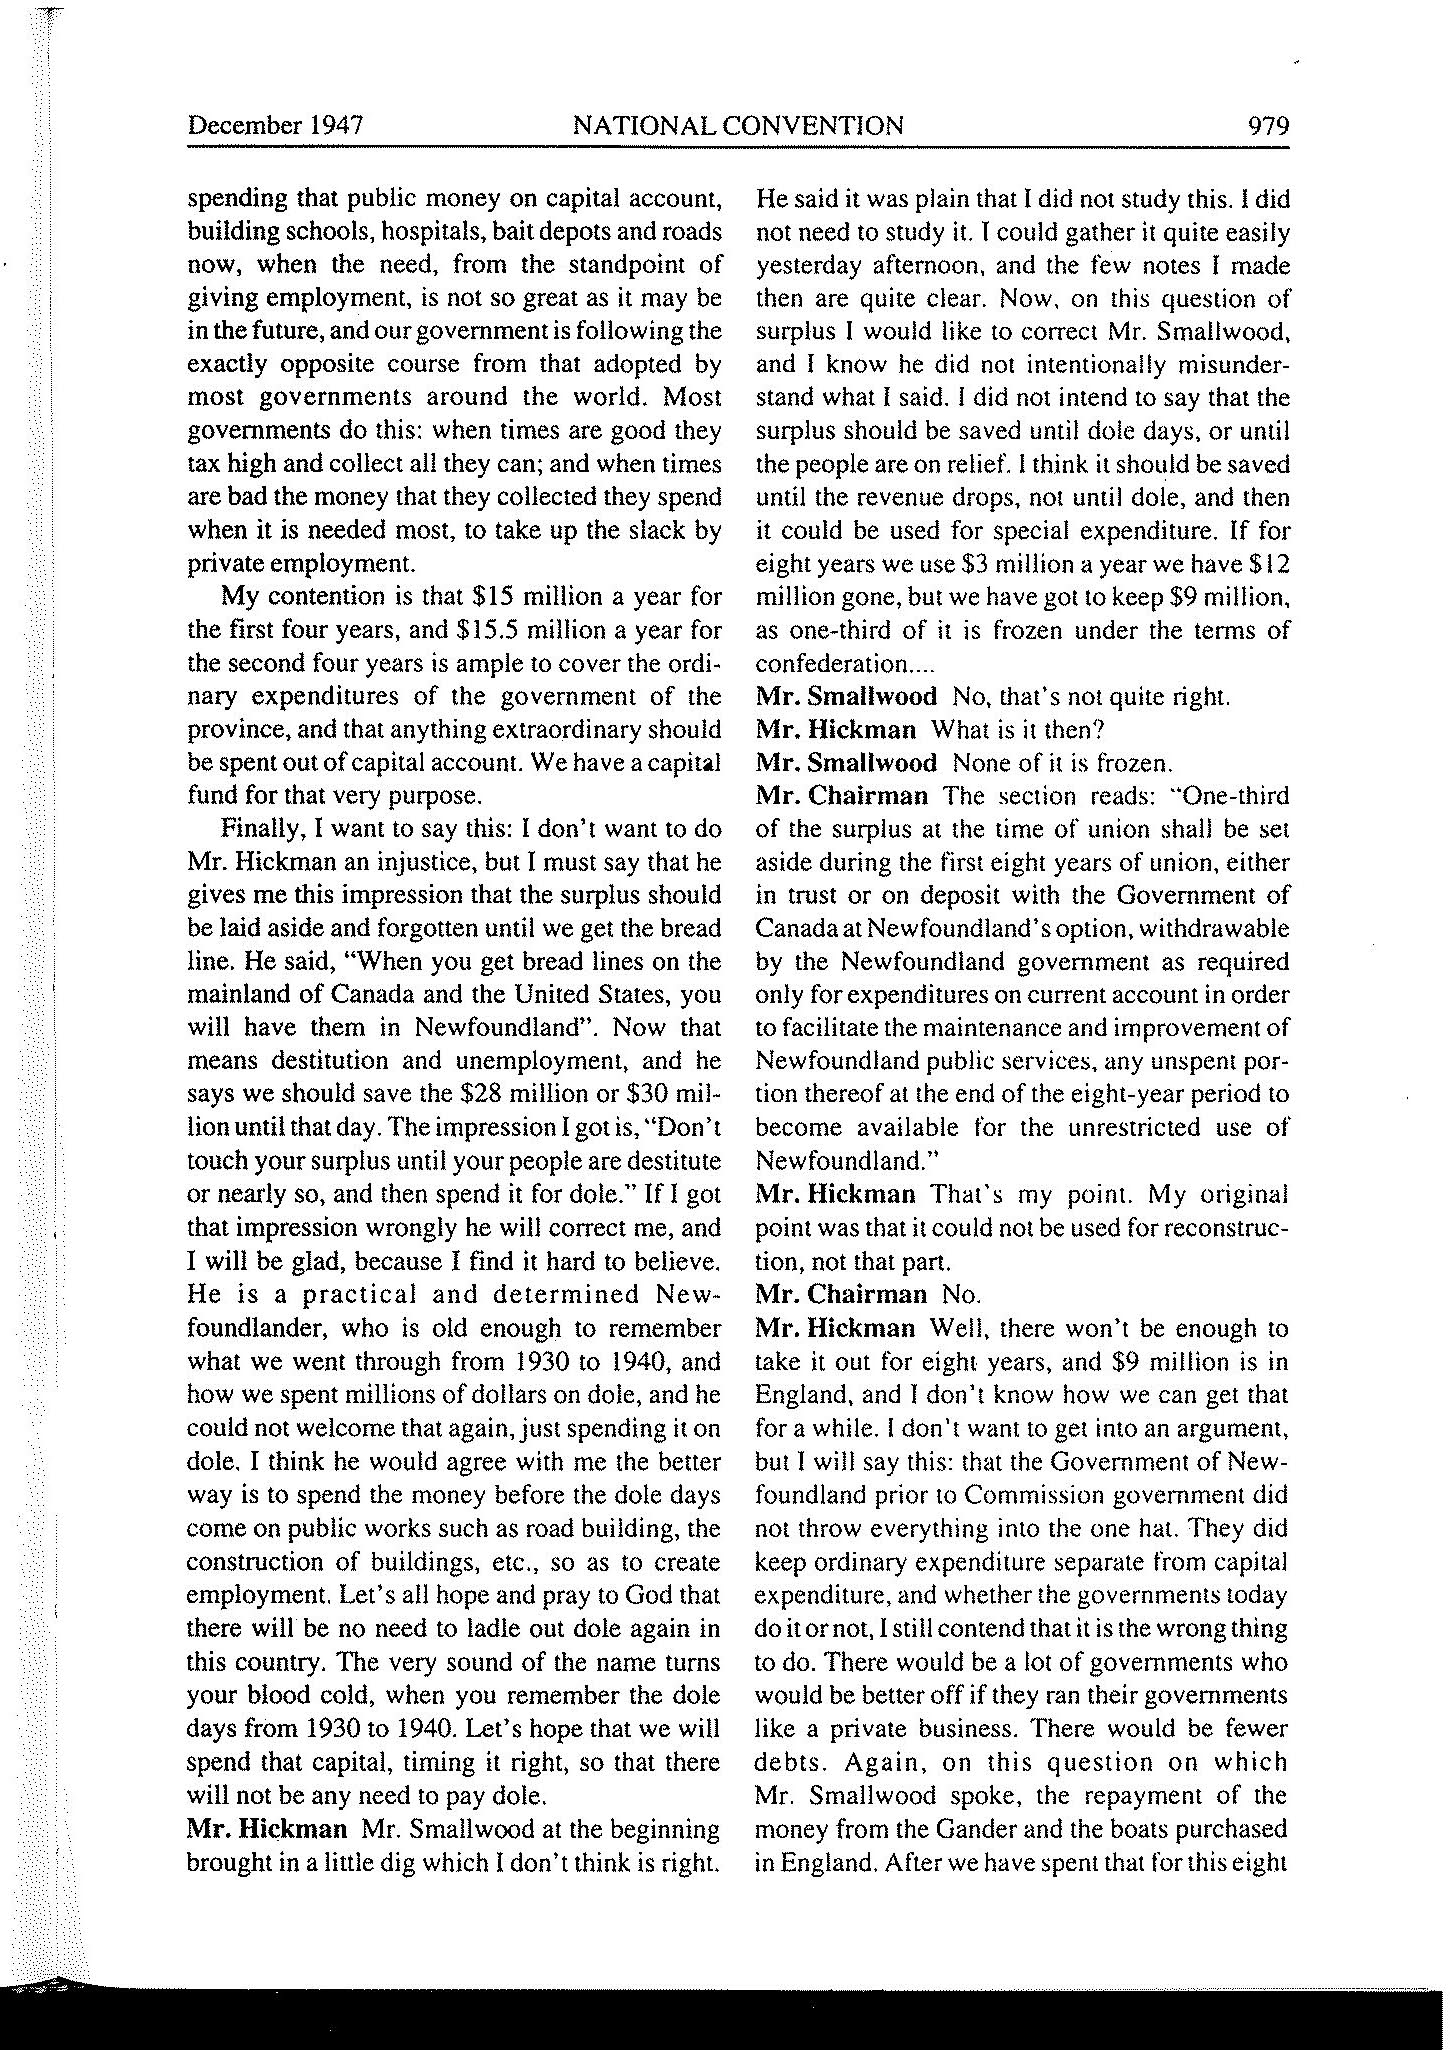 December 1947 NATIONAL CONVENTION 979
spending that public money on capital account,
building schools, hospitals, bait depots and roads
now, when the need, from the standpoint of
giving employment, is not so great as it may be
in the future, and our government is following the
exactly opposite course from that adopted by
most governments around the world. Most
governments do this: when times are good they
tax high and collect all they can; and when times
are bad the money that they collected they spend
when it is needed most, to take up the slack by
private employment.
My contention is that $15 million a year for
the first four years, and $15.5 million a year for
the second four years is ample to cover the ordi-
nary expenditures of the government of the
province, and that anything extraordinary should
be spent out of capital account. We have a capital
fund for that very purpose.
Finally, I want to say this: I don't want to do
Mr. Hickman an injustice, but I must say that he
gives me this impression that the surplus should
be laid aside and forgotten until we get the bread
line. He said, "When you get bread lines on the
mainland of Canada and the United States, you
will have them in Newfoundland". Now that
means destitution and unemployment, and he
says we should save the $28 million or $30 mil-
lion until that day. The impression I got is, "Don't
touch your surplus until your people are destitute
or nearly so, and then spend it for dole." If I got
that impression wrongly he will correct me, and
I will be glad, because I find it hard to believe.
He is a practical and determined New-
foundlander, who is old enough to remember
what we went through from 1930 to 1940, and
how we spent millions of dollars on dole, and he
could not welcome that again, just spending it on
dole. I think he would agree with me the better
way is to spend the money before the dole days
come on public works such as road building, the
construction of buildings, etc., so as to create
employment. Let's all hope and pray to God that
there will be no need to ladle out dole again in
this country. The very sound of the name turns
your blood cold, when you remember the dole
days from 1930 to 1940. Let's hope that we will
spend that capital, timing it right, so that there
will not be any need to pay dole.
Mr. Hickman Mr. Smallwood at the beginning
brought in a little dig which I don't think is right.
He said it was plain that I did not study this. I did
not need to study it. I could gather it quite easily
yesterday afternoon, and the few notes I made
then are quite clear. Now, on this question of
surplus I would like to correct Mr. Smallwood,
and I know he did not intentionally misunder-
stand what I said. I did not intend to say that the
surplus should be saved until dole days, or until
the people are on relief. I think it should be saved
until the revenue drops, not until dole, and then
it could be used for special expenditure. If for
eight years we use $3 million a year we have $12
million gone, but we have got to keep $9 million,
as one-third of it is frozen under the terms of
confederation....
Mr. Smallwood No, that's not quite right.
Mr. Hickman What is it then?
Mr. Smallwood None of it is frozen.
Mr. Chairman The section reads: "One-third
of the surplus at the time of union shall be set
aside during the first eight years of union, either
in trust or on deposit with the Government of
Canada at Newfoundland's option, withdrawable
by the Newfoundland government as required
only for expenditures on current account in order
to facilitate the maintenance and improvement of
Newfoundland public services, any unspent por-
tion thereof at the end of the eight-year period to
become available for the unrestricted use of
Newfoundland."
Mr. Hickman That's my point. My original
point was that it could not be used for reconstruc-
tion, not that part.
Mr. Chairman No.
Mr. Hickman Well, there won't be enough to
take it out for eight years, and $9 million is in
England, and I don't know how we can get that
for a while. I don't want to get into an argument,
but I will say this: that the Government of New-
foundland prior to Commission government did
not throw everything into the one hat. They did
keep ordinary expenditure separate from capital
expenditure, and whether the governments today
do it or not, I still contend that it is the wrong thing
to do. There would be a lot of governments who
would be better off if they ran their governments
like a private business. There would be fewer
debts. Again, on this question on which
Mr. Smallwood spoke, the repayment of the
money from the Gander and the boats purchased
in England. After we have spent that for this eight